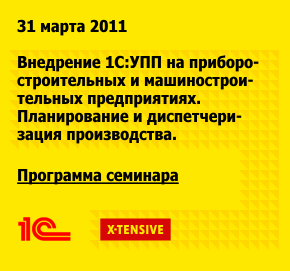 31 марта 2011
Внедрение 1С:УПП на приборо-
строительных и машинострои-
тельных предприятиях.
Планирование и диспетчери-
зация производства.
Программа семинара
1С
X-TENSIVE